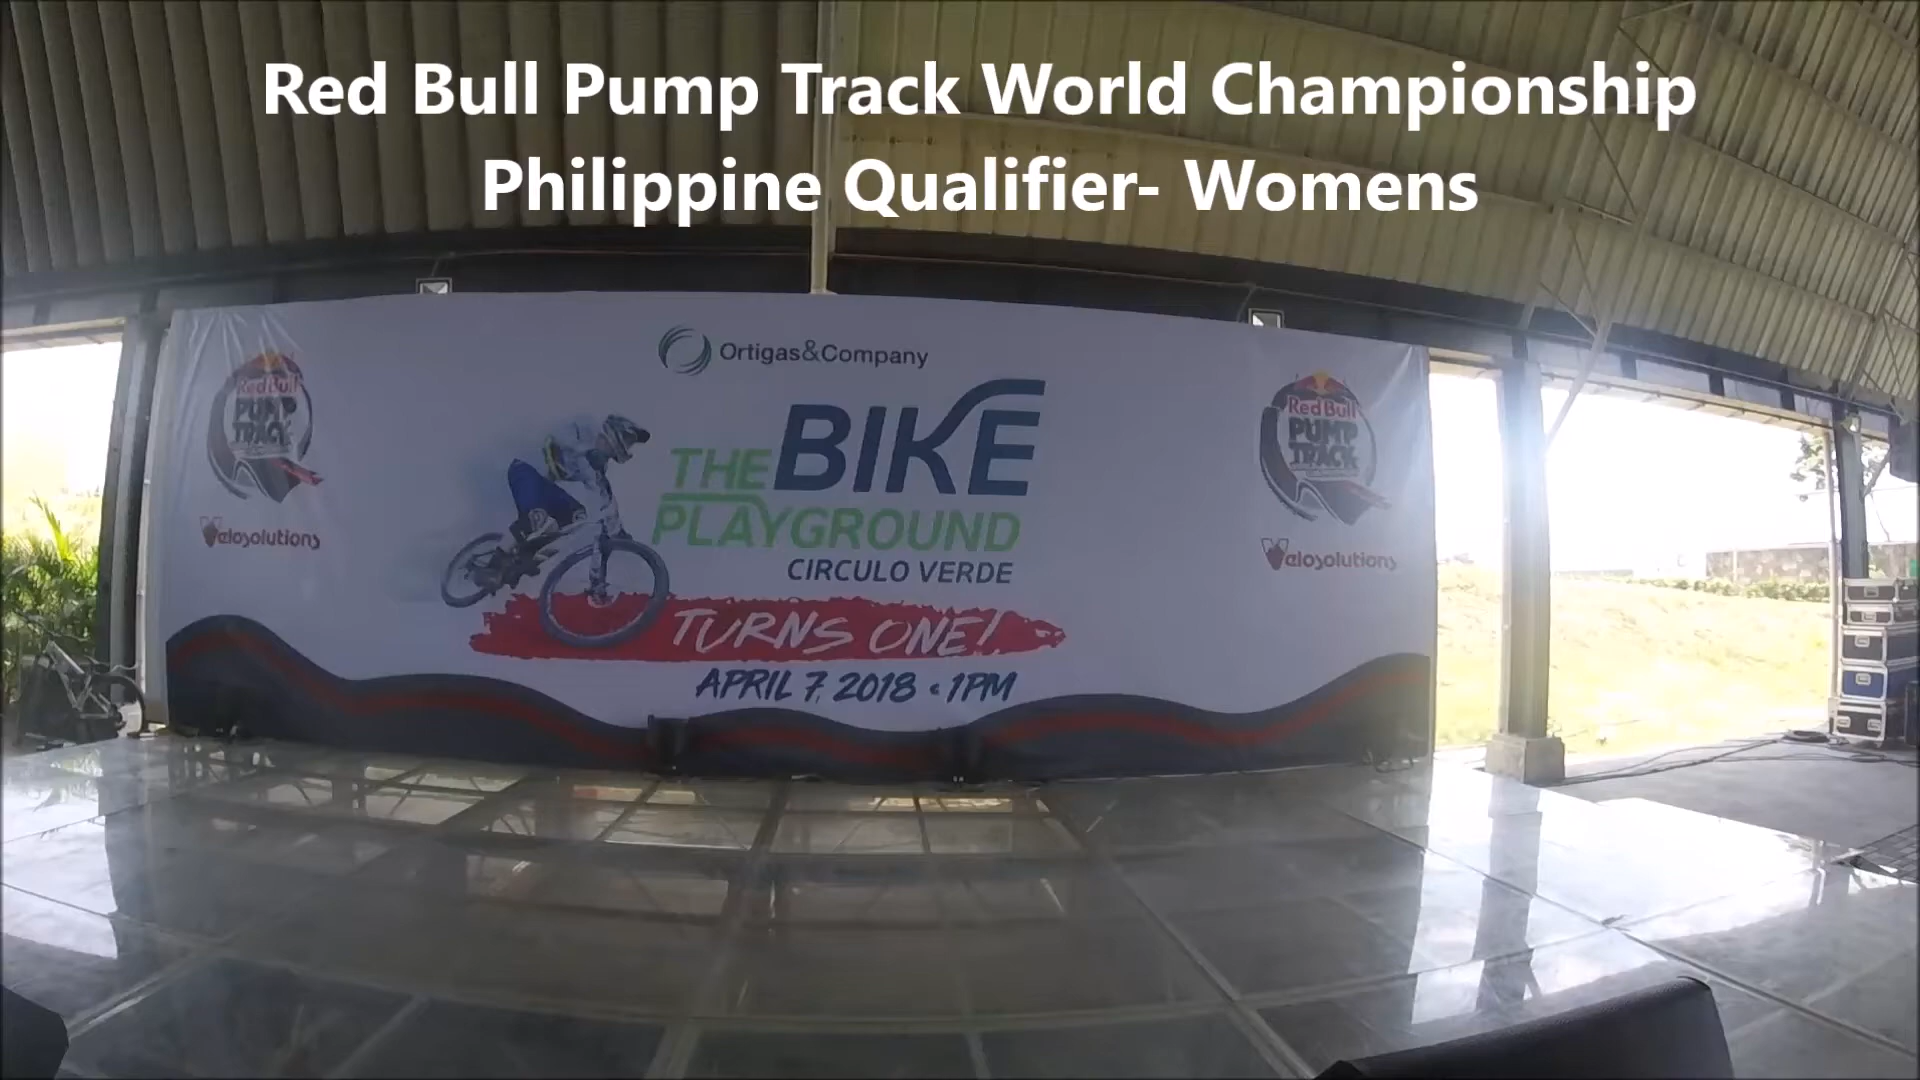 Red Bull Pump Track World Championship
Philippine Qualifier- Womens
Ortigas&Company
Red Bull
PUMP
TRACK
Velosolutions
THE BIKE
PLAYGROUND
CIRCULO VERDE
TURNS ONE!
APRIL 7, 2018 • 1PM
Red Bull
PUMP
TRACK
Velosolutions